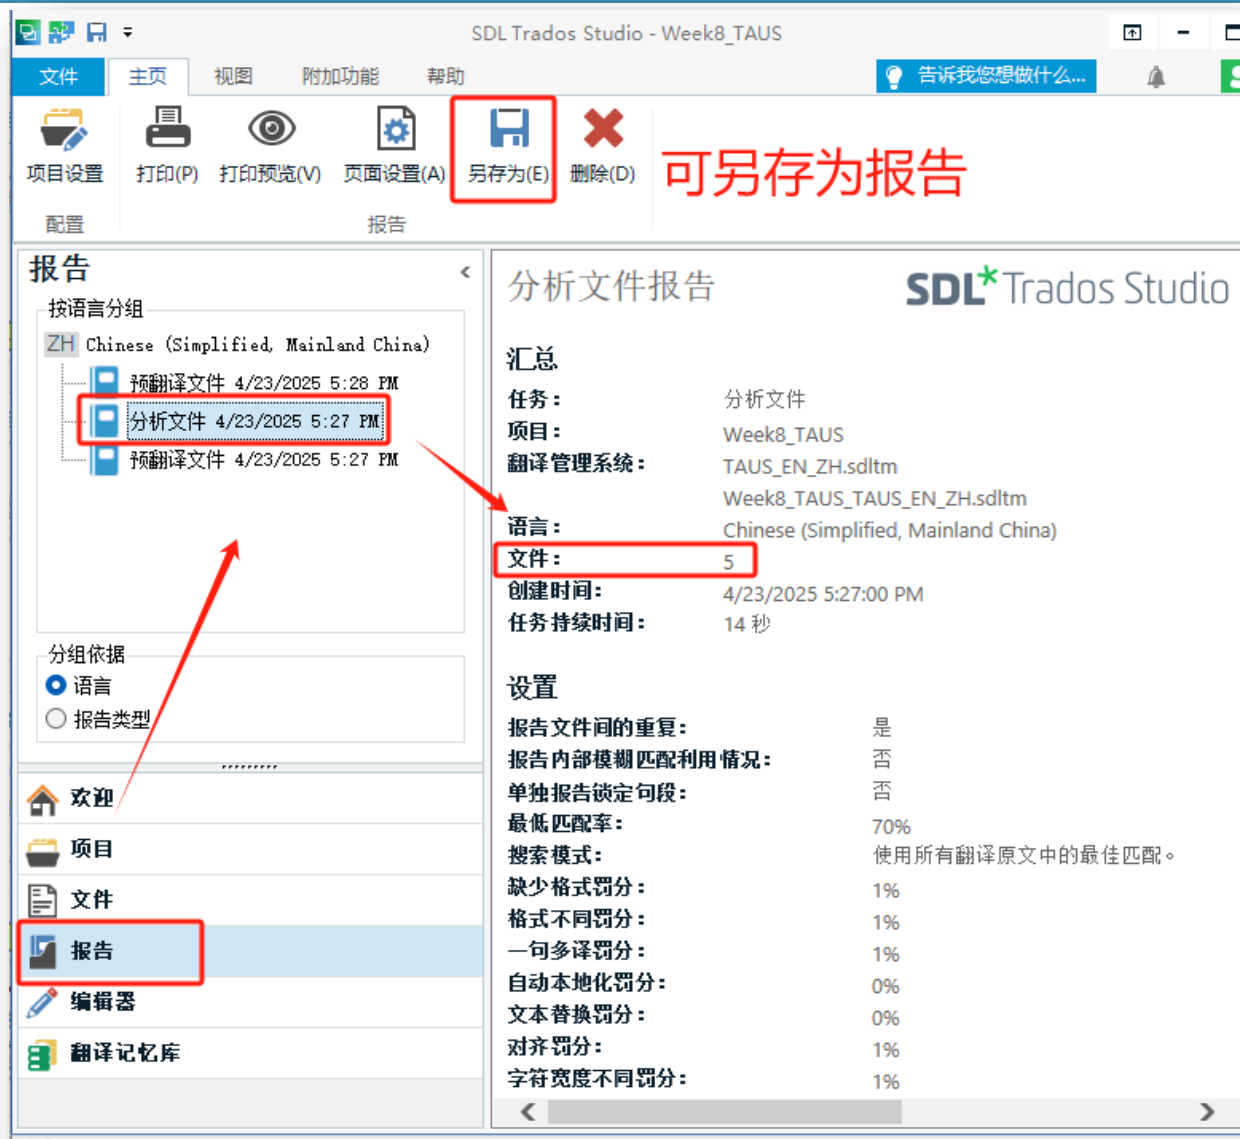 SDL Trados Studio - Week8_TAUS
文件 主页 视图 附加功能 帮助 告诉我您想做什么...
项目设置 打印(P) 打印预览(V) 页面设置(A) 另存为(E) 删除(D) 可另存为报告
配置 报告
报告
按语言分组
ZH Chinese (Simplified, Mainland China)
预翻译文件 4/23/2025 5:28 PM
分析文件 4/23/2025 5:27 PM
预翻译文件 4/23/2025 5:27 PM
分组依据
语言
报告类型
欢迎
项目
文件
报告
编辑器
翻译记忆库
分析文件报告 SDL* Trados Studio
汇总
任务: 分析文件
项目: Week8_TAUS
翻译管理系统: TAUS_EN_ZH.sdltm
Week8_TAUS_TAUS_EN_ZH.sdltm
语言: Chinese (Simplified, Mainland China)
文件: 5
创建时间: 4/23/2025 5:27:00 PM
任务持续时间: 14 秒
设置
报告文件间的重复: 是
报告内部模糊匹配利用情况: 否
单独报告锁定句段: 否
最低匹配率: 70%
搜索模式: 使用所有翻译原文中的最佳匹配。
缺少格式罚分: 1%
格式不同罚分: 1%
一句多译罚分: 1%
自动本地化罚分: 0%
文本替换罚分: 0%
对齐罚分: 1%
字符宽度不同罚分: 1%